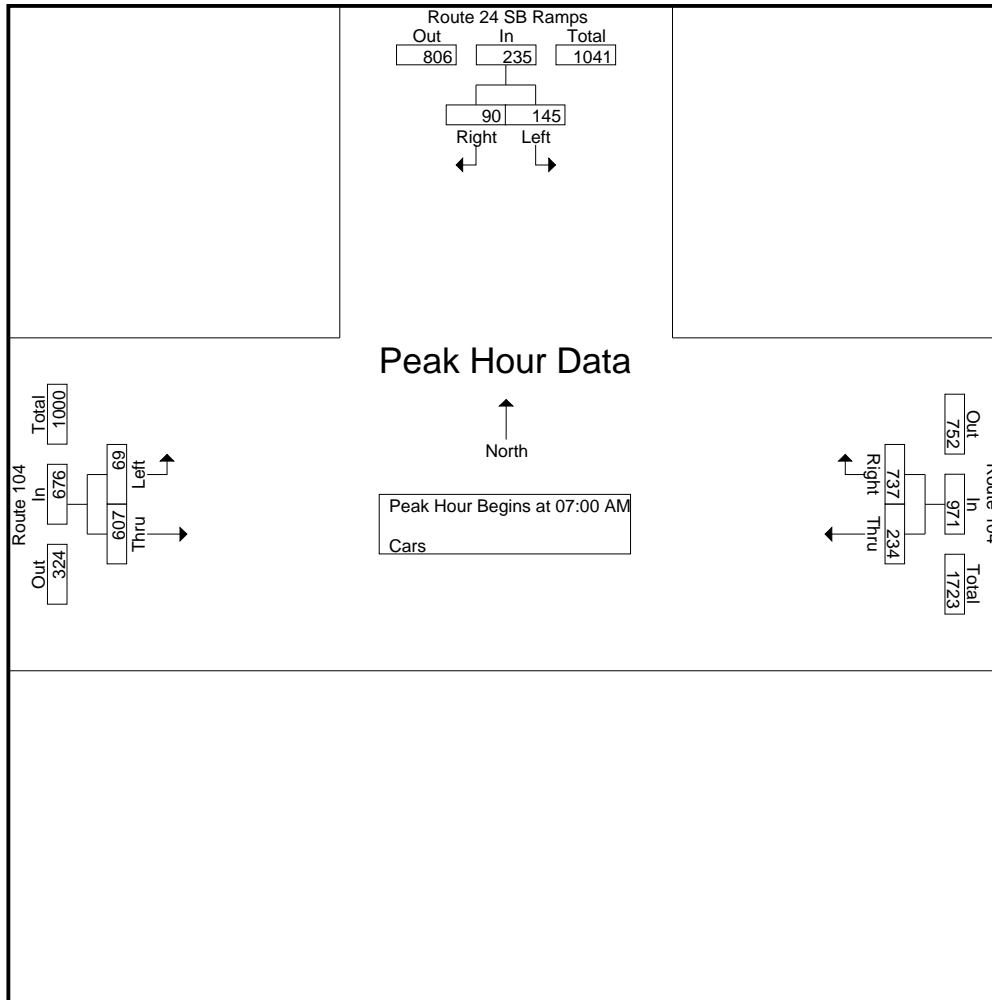 Route 24 SB Ramps
Out In Total
806 235 1041
90 145
Right Left
Peak Hour Data
North
Peak Hour Begins at 07:00 AM
Cars
Route 104
Total In Out
1000 676 324
69 607
Left Thru
Route 104
Out In Total
752 971 1723
737 234
Right Thru